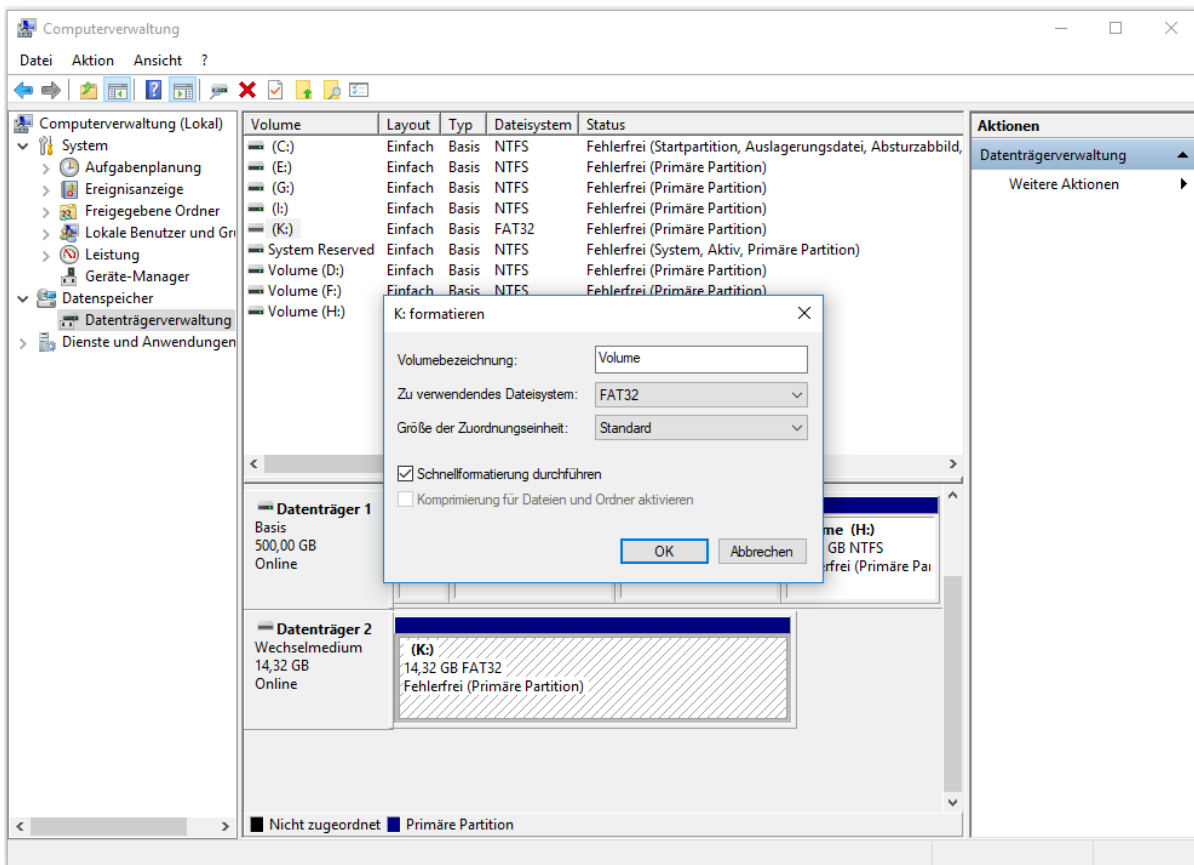 Computerverwaltung
Datei Aktion Ansicht ?
Computerverwaltung (Lokal)
System
Aufgabenplanung
Ereignisanzeige
Freigegebene Ordner
Lokale Benutzer und Gru
Leistung
Geräte-Manager
Datenspeicher
Datenträgerverwaltung
Dienste und Anwendungen
Volume Layout Typ Dateisystem Status
(C:) Einfach Basis NTFS Fehlerfrei (Startpartition, Auslagerungsdatei, Absturzabbild,
(E:) Einfach Basis NTFS Fehlerfrei (Primäre Partition)
(G:) Einfach Basis NTFS Fehlerfrei (Primäre Partition)
(I:) Einfach Basis NTFS Fehlerfrei (Primäre Partition)
(K:) Einfach Basis FAT32 Fehlerfrei (Primäre Partition)
System Reserved Einfach Basis NTFS Fehlerfrei (System, Aktiv, Primäre Partition)
Volume (D:) Einfach Basis NTFS Fehlerfrei (Primäre Partition)
Volume (F:) Einfach Basis NTFS Fehlerfrei (Primäre Partition)
Volume (H:)
K: formatieren
Volumebezeichnung: Volume
Zu verwendendes Dateisystem: FAT32
Größe der Zuordnungseinheit: Standard
Schnellformatierung durchführen
Komprimierung für Dateien und Ordner aktivieren
OK Abbrechen
Datenträger 1
Basis
500,00 GB
Online
me (H:)
GB NTFS
rfrei (Primäre Par
Datenträger 2
Wechselmedium
14,32 GB
Online
(K:)
14,32 GB FAT32
Fehlerfrei (Primäre Partition)
Nicht zugeordnet Primäre Partition
Aktionen
Datenträgerverwaltung
Weitere Aktionen